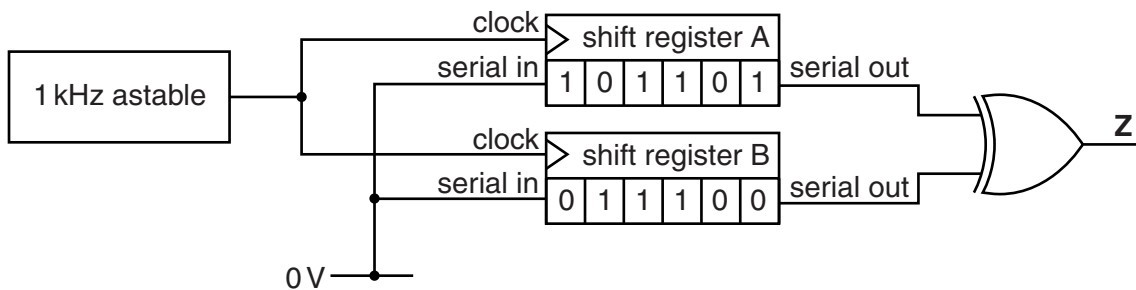 clock
shift register A
1 kHz astable
serial in
1 0 1 1 0 1
serial out
clock
shift register B
serial in
0 1 1 1 0 0
serial out
Z
0 V